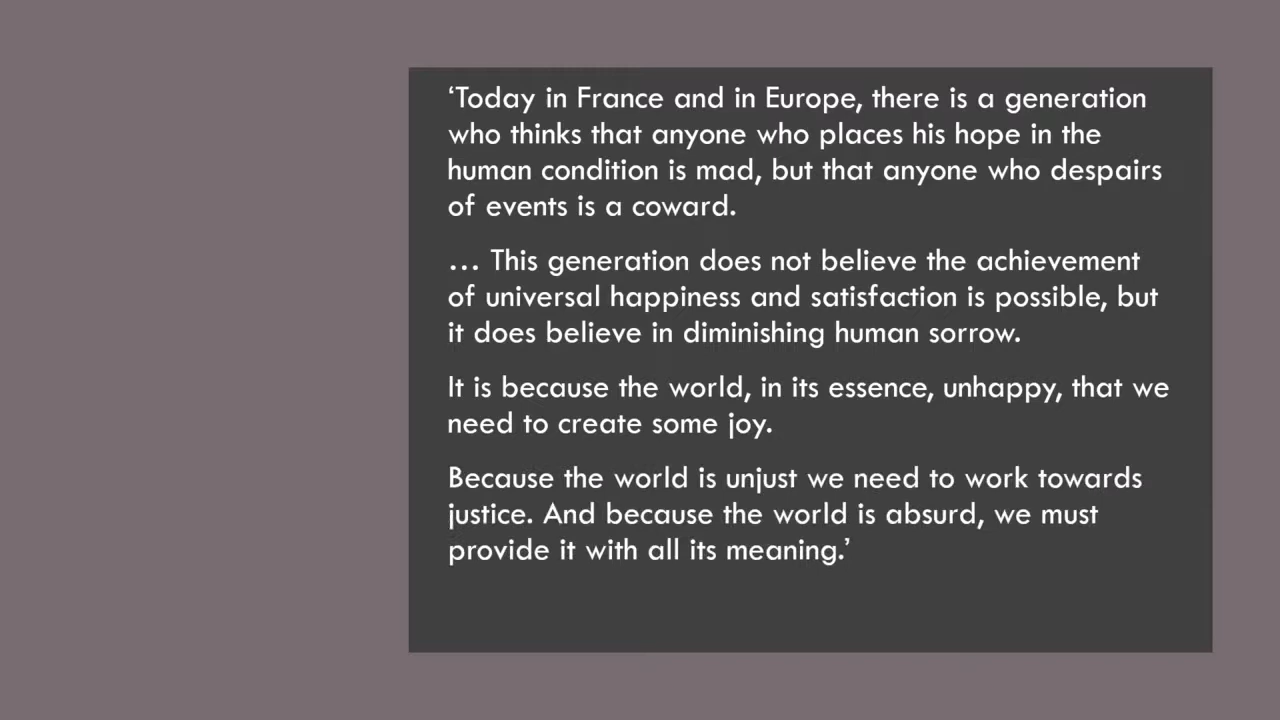 ‘Today in France and in Europe, there is a generation
who thinks that anyone who places his hope in the
human condition is mad, but that anyone who despairs
of events is a coward.
… This generation does not believe the achievement
of universal happiness and satisfaction is possible, but
it does believe in diminishing human sorrow.
It is because the world, in its essence, unhappy, that we
need to create some joy.
Because the world is unjust we need to work towards
justice. And because the world is absurd, we must
provide it with all its meaning.’